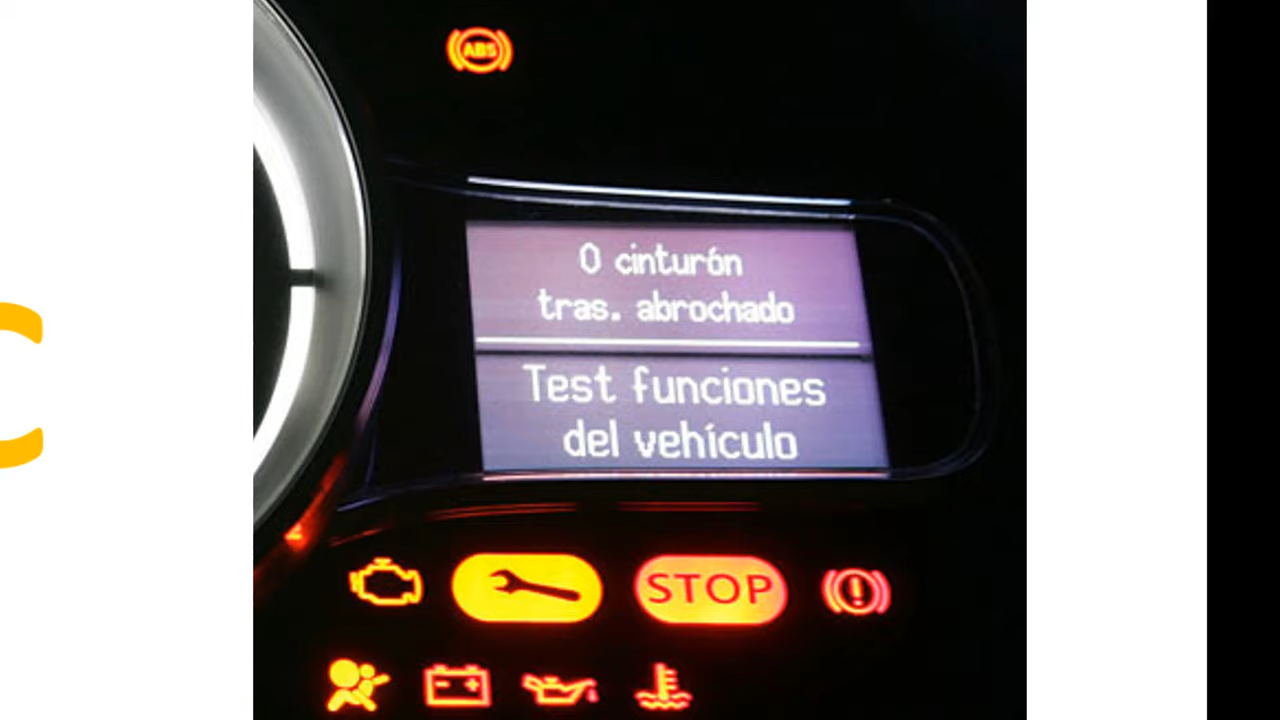 ABS
0 cinturón
tras. abrochado
Test funciones
del vehículo
STOP